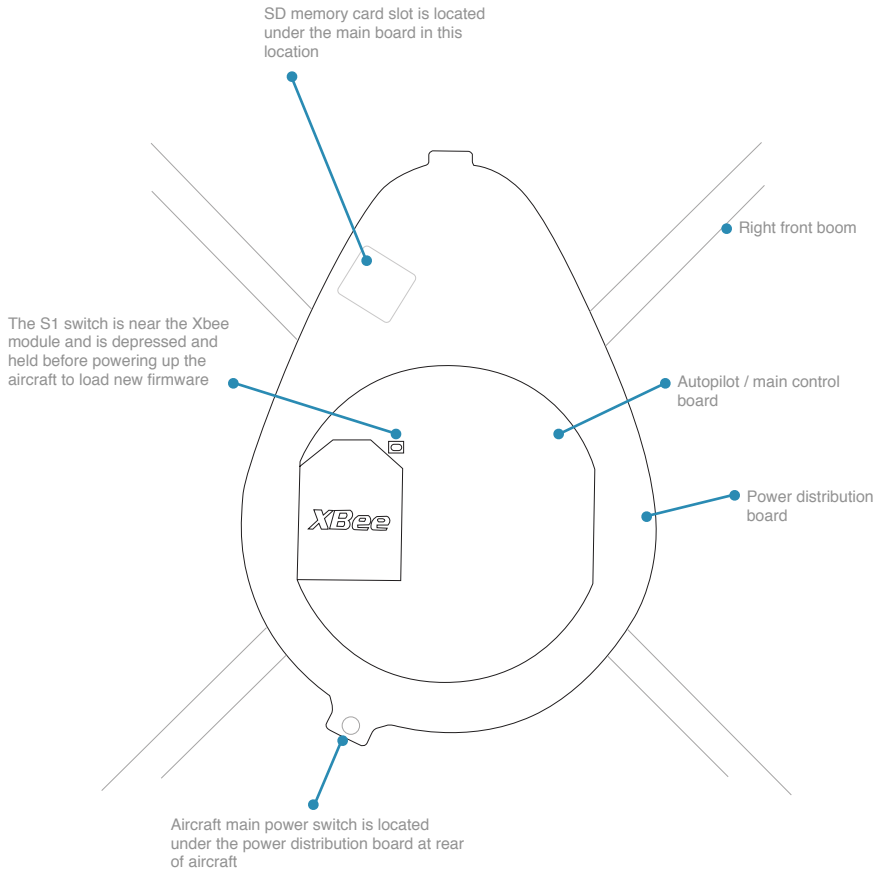 SD memory card slot is located
under the main board in this
location
Right front boom
The S1 switch is near the Xbee
module and is depressed and
held before powering up the
aircraft to load new firmware
Autopilot / main control
board
Power distribution
board
XBee
Aircraft main power switch is located
under the power distribution board at rear
of aircraft